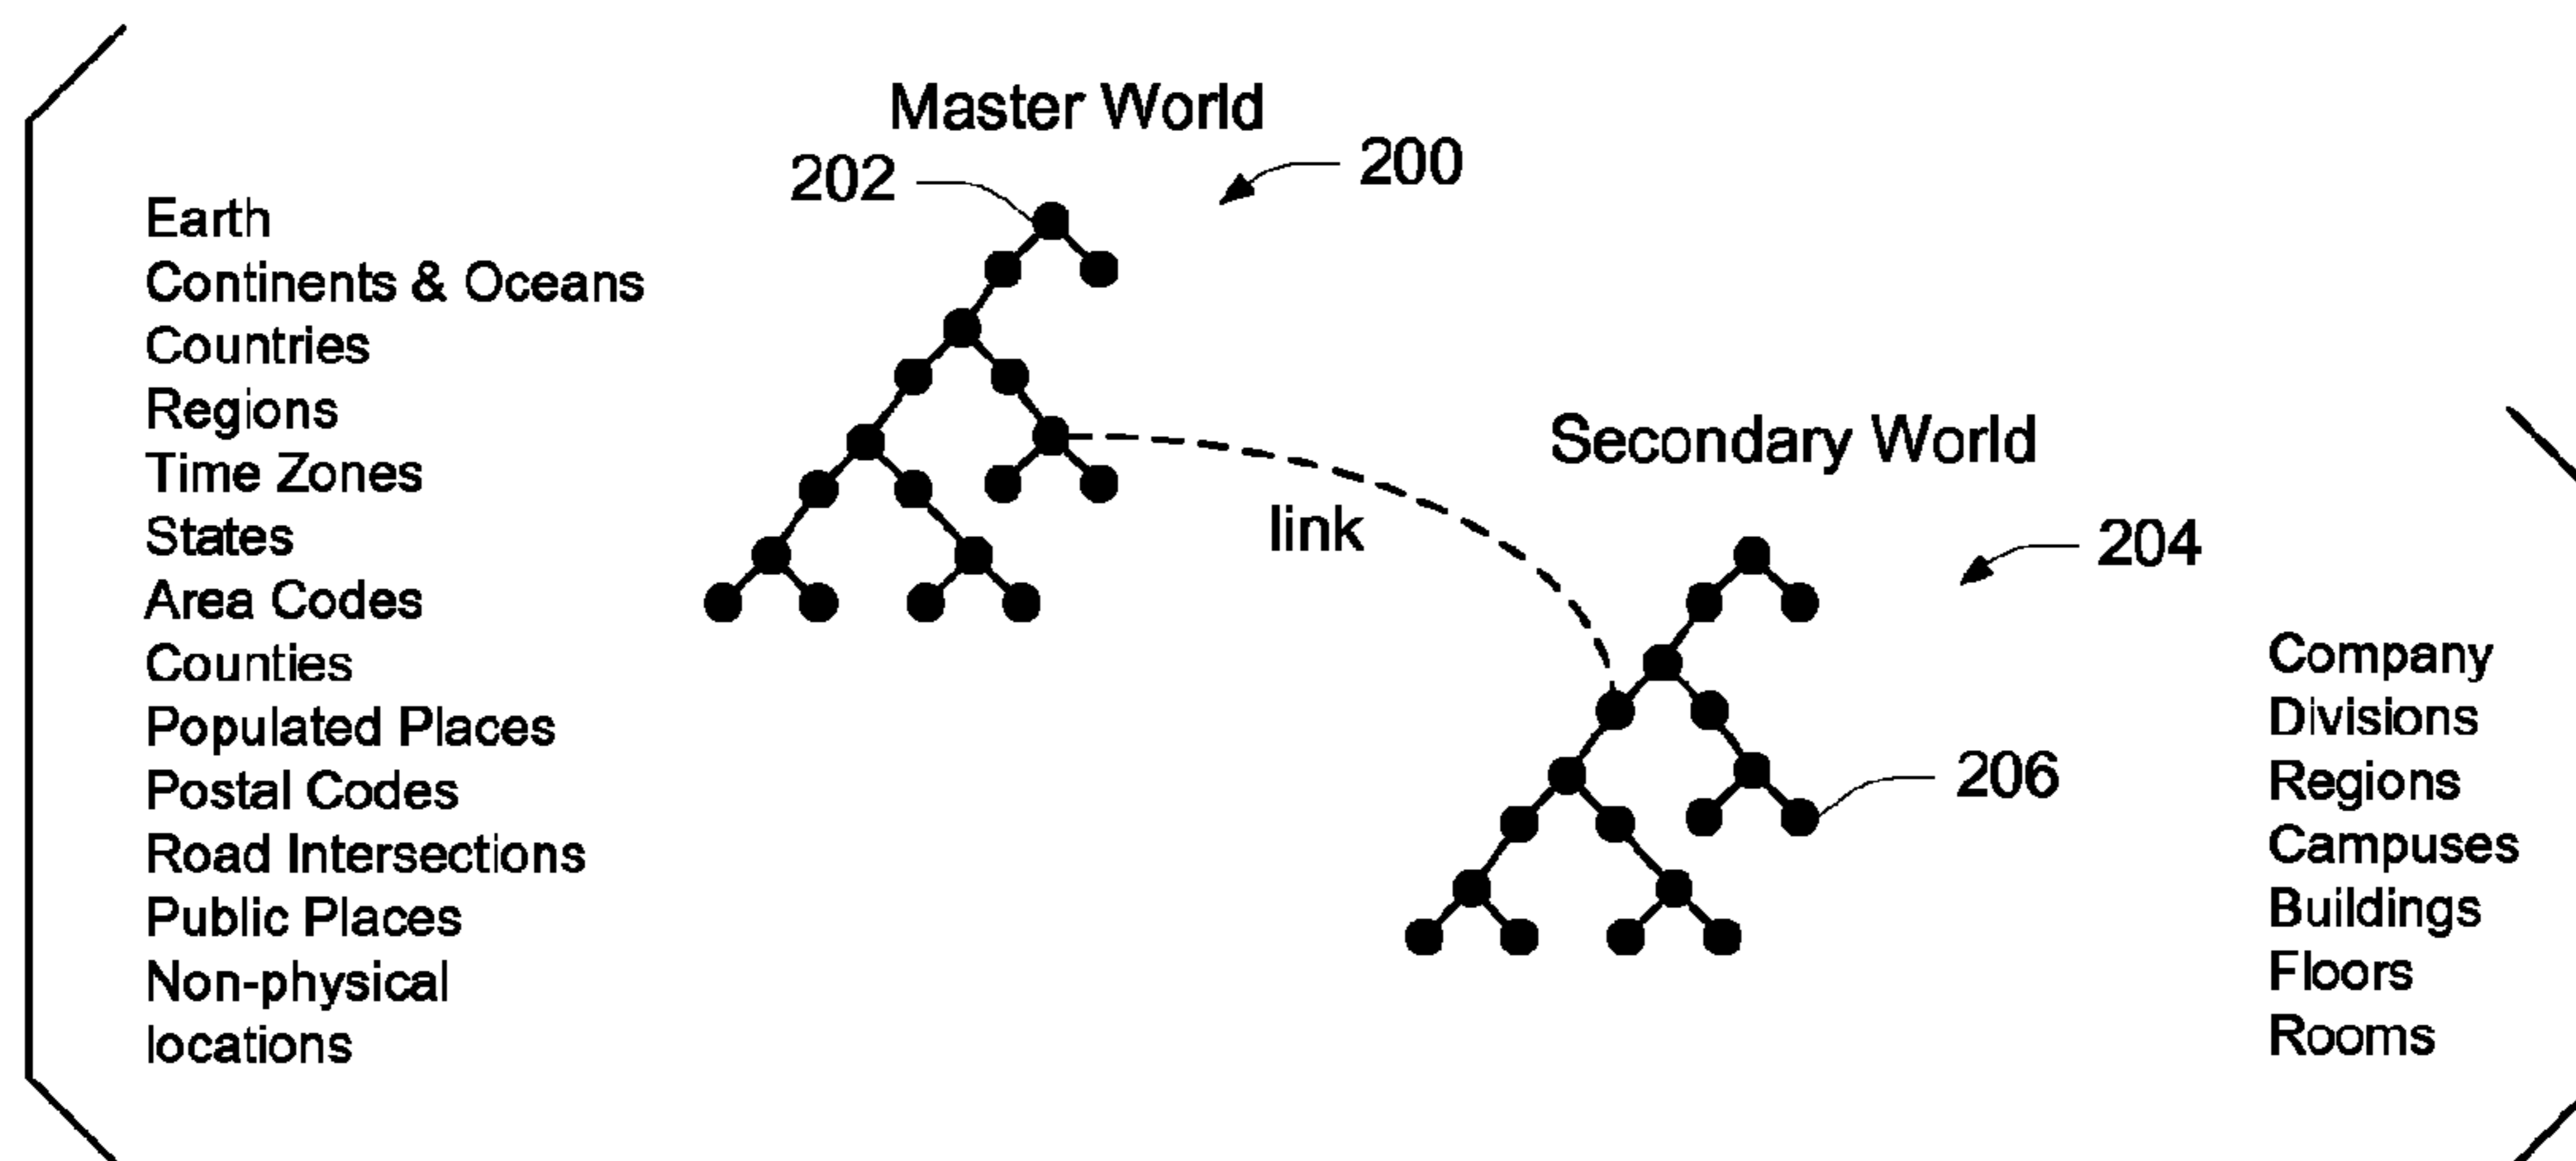 Master World
202
200
Earth
Continents & Oceans
Countries
Regions
Time Zones
States
Area Codes
Counties
Populated Places
Postal Codes
Road Intersections
Public Places
Non-physical
locations
link
Secondary World
204
206
Company
Divisions
Regions
Campuses
Buildings
Floors
Rooms